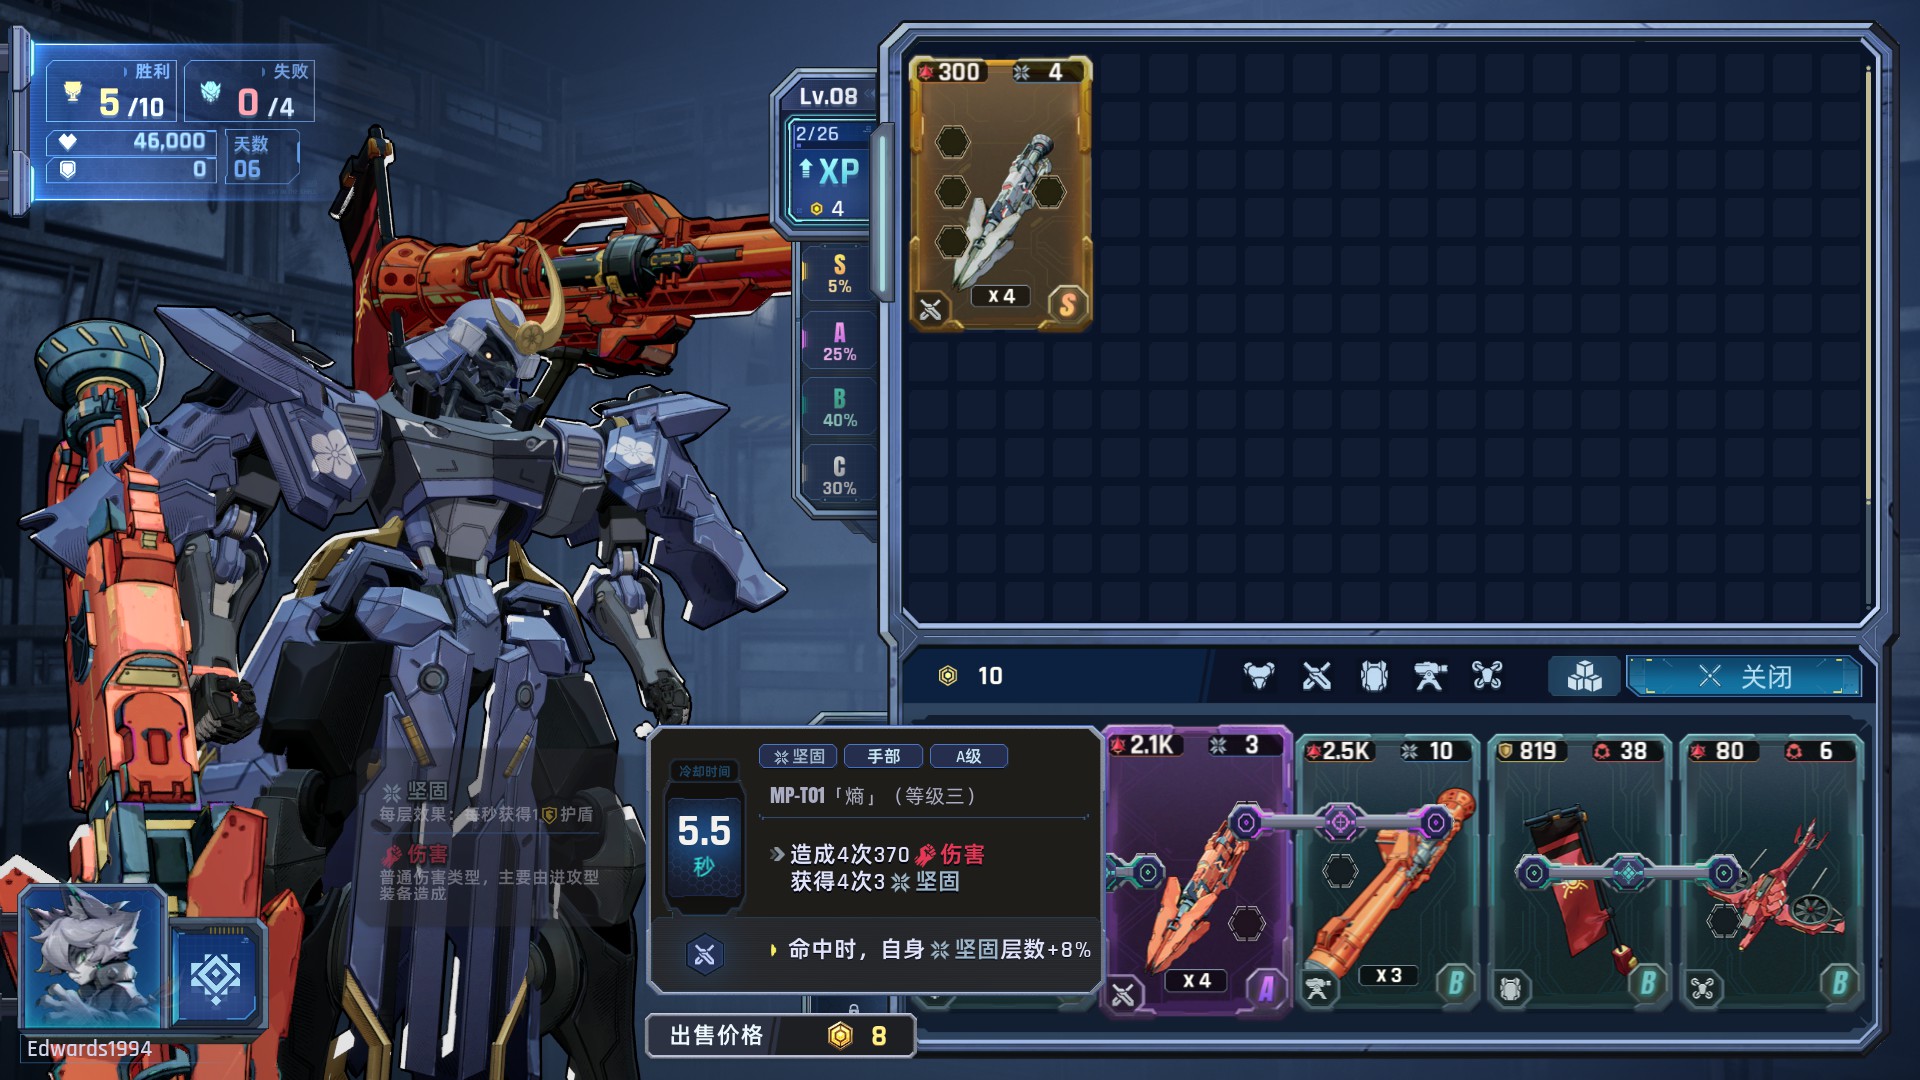 胜利
5/10
失败
0/4
46,000
0
天数
06
Lv.08
2/26
XP
4
S
5%
A
25%
B
40%
C
30%
300
4
x4
S
10
关闭
坚固
每层效果：每秒获得1护盾
伤害
普通伤害类型，主要由进攻型
装备造成
冷却时间
5.5
秒
坚固
手部
A级
MP-T01「熵」（等级三）
造成4次370伤害
获得4次3坚固
命中时，自身坚固层数+8%
出售价格
8
2.1K
3
x4
A
2.5K
10
x3
B
819
38
B
80
6
B
Edwards1994